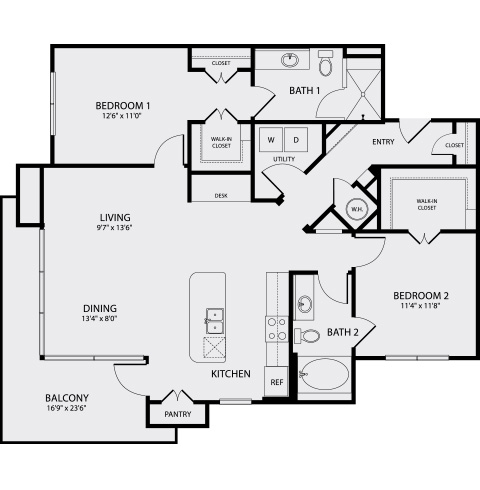 CLOSET
BATH 1
BEDROOM 1
12'6" x 11'0"
WALK-IN
CLOSET
W D
UTILITY
ENTRY
CLOSET
DESK
W.H.
WALK-IN
CLOSET
LIVING
9'7" x 13'6"
DINING
13'4" x 8'0"
BEDROOM 2
11'4" x 11'8"
BATH 2
KITCHEN
REF
BALCONY
16'9" x 23'6"
PANTRY